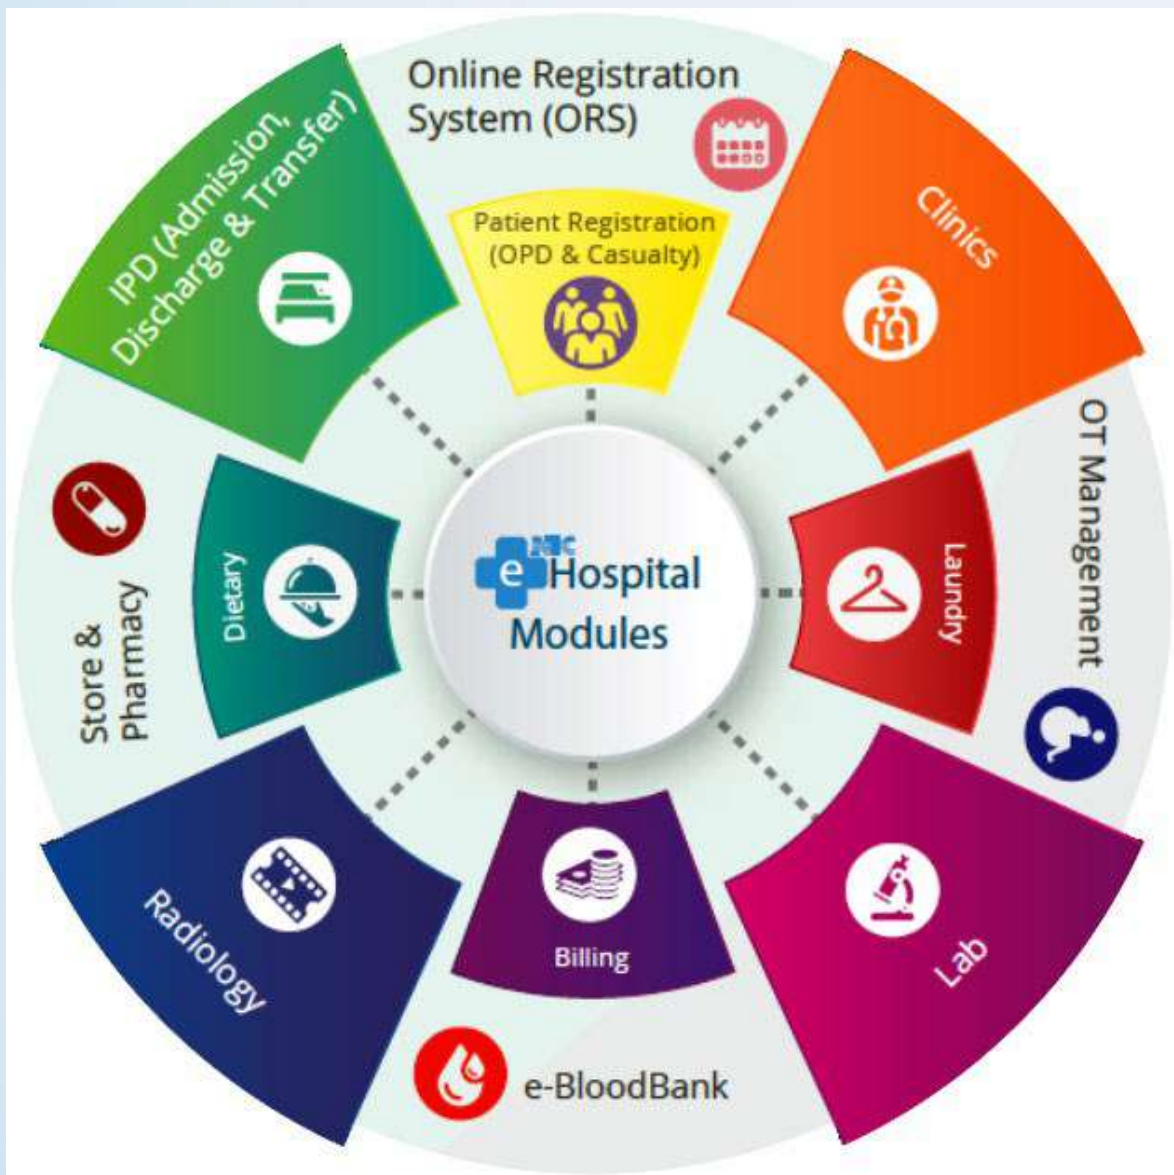 Online Registration
System (ORS)
IPD (Admission,
Discharge & Transfer)
Patient Registration
(OPD & Casualty)
Clinics
OT Management
Store &
Pharmacy
Dietary
e
Hospital
Modules
Laundry
Radiology
Billing
Lab
e-BloodBank